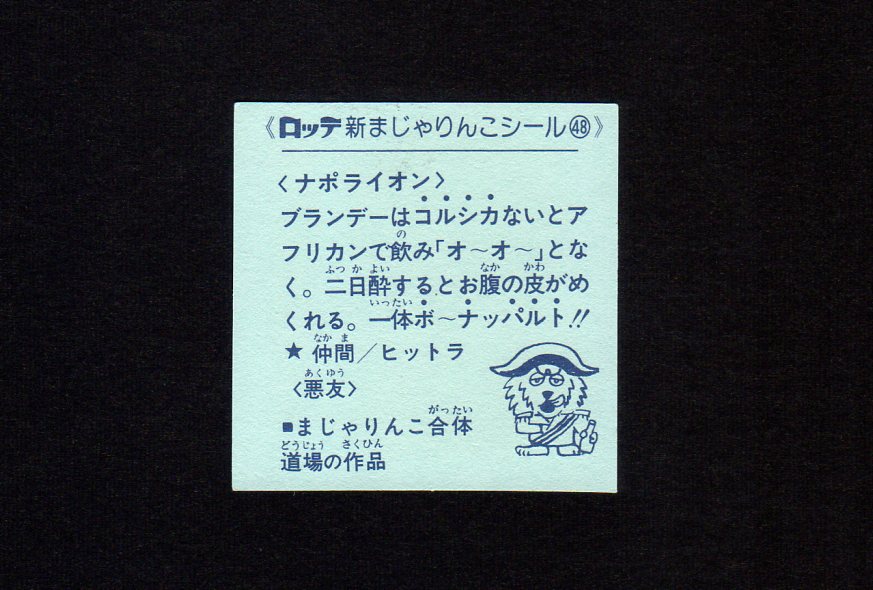 《ロッテ新まじゃりんこシール㊽》
〈ナポライオン〉
ブランデーはコルシカないとア
フリカンで飲み「オ～オ～」とな
く。二日酔するとお腹の皮がめ
くれる。一体ボ～ナッパルト!!
★仲間／ヒットラ
〈悪友〉
■まじゃりんこ合体
道場の作品